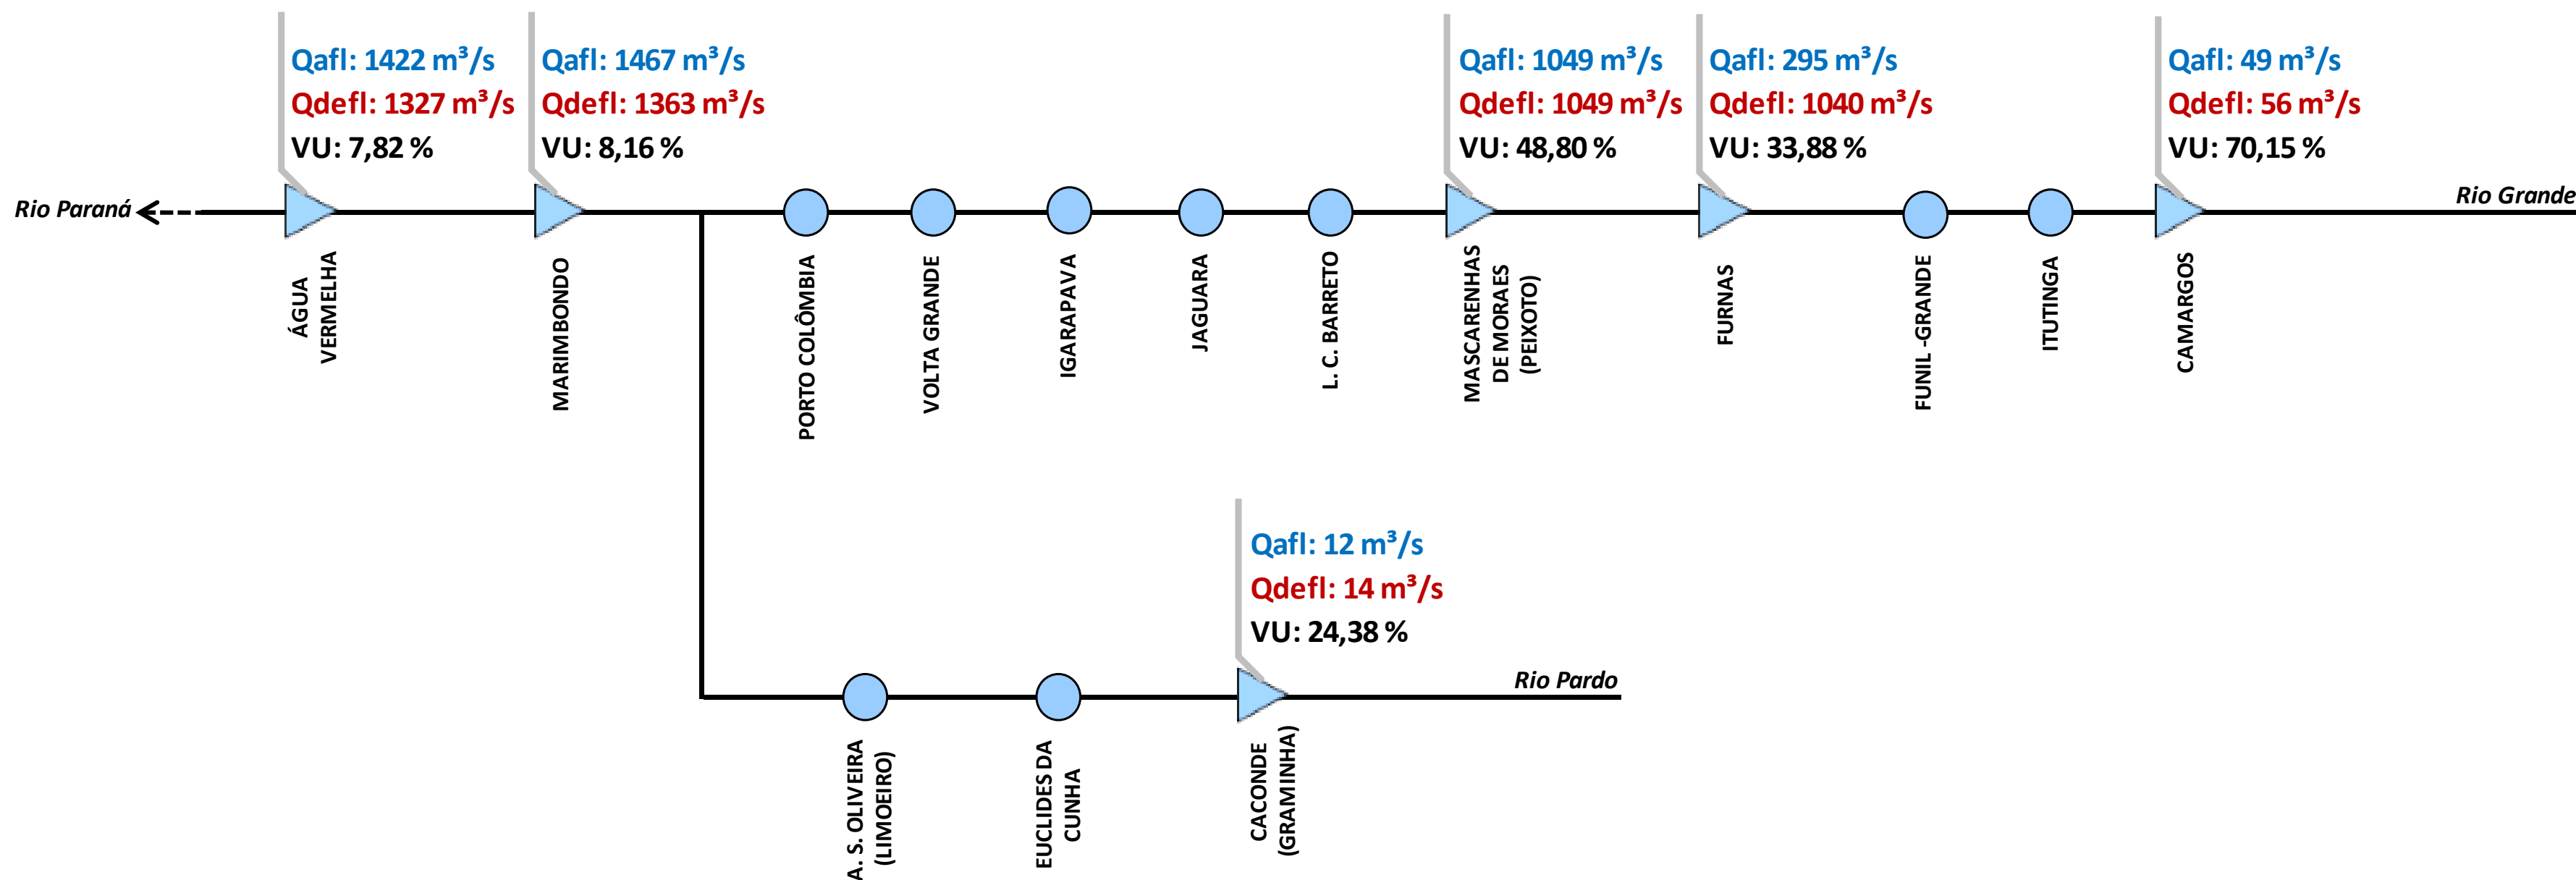 Qafl: 1422 m³/s
Qdefl: 1327 m³/s
VU: 7,82 %
Qafl: 1467 m³/s
Qdefl: 1363 m³/s
VU: 8,16 %
Qafl: 1049 m³/s
Qdefl: 1049 m³/s
VU: 48,80 %
Qafl: 295 m³/s
Qdefl: 1040 m³/s
VU: 33,88 %
Qafl: 49 m³/s
Qdefl: 56 m³/s
VU: 70,15 %
Rio Paraná
Rio Grande
ÁGUA
VERMELHA
MARIMBONDO
PORTO COLÔMBIA
VOLTA GRANDE
IGARAPAVA
JAGUARA
L. C. BARRETO
MASCARENHAS
DE MORAES
(PEIXOTO)
FURNAS
FUNIL -GRANDE
ITUTINGA
CAMARGOS
Qafl: 12 m³/s
Qdefl: 14 m³/s
VU: 24,38 %
Rio Pardo
A. S. OLIVEIRA
(LIMOEIRO)
EUCLIDES DA
CUNHA
CACONDE
(GRAMINHA)